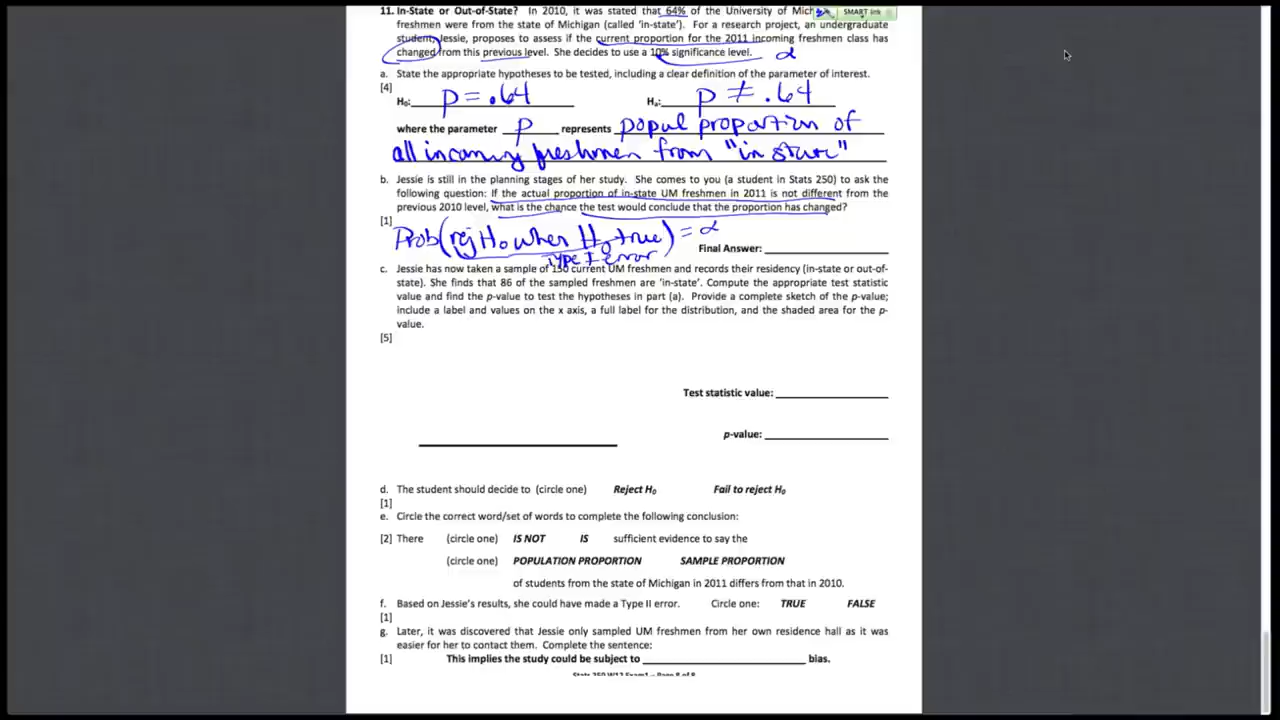 11. In-State or Out-of-State? In 2010, it was stated that 64% of the University of Mich SMART Ink
freshmen were from the state of Michigan (called 'in-state'). For a research project, an undergraduate
student, Jessie, proposes to assess if the current proportion for the 2011 incoming freshmen class has
changed from this previous level. She decides to use a 10% significance level. α
a. State the appropriate hypotheses to be tested, including a clear definition of the parameter of interest.
[4]
H₀: p = .64 Hₐ: p ≠ .64
where the parameter p represents popul proportion of
all incoming freshmen from "in state"
b. Jessie is still in the planning stages of her study. She comes to you (a student in Stats 250) to ask the
following question: If the actual proportion of in-state UM freshmen in 2011 is not different from the
previous 2010 level, what is the chance the test would conclude that the proportion has changed?
[1]
Prob(rej H₀ when H₀ true) = α
Final Answer:
Type I error
c. Jessie has now taken a sample of 150 current UM freshmen and records their residency (in-state or out-of-
state). She finds that 86 of the sampled freshmen are 'in-state'. Compute the appropriate test statistic
value and find the p-value to test the hypotheses in part (a). Provide a complete sketch of the p-value;
include a label and values on the x axis, a full label for the distribution, and the shaded area for the p-
value.
[5]
Test statistic value:
p-value:
d. The student should decide to (circle one) Reject H₀ Fail to reject H₀
[1]
e. Circle the correct word/set of words to complete the following conclusion:
[2] There (circle one) IS NOT IS sufficient evidence to say the
(circle one) POPULATION PROPORTION SAMPLE PROPORTION
of students from the state of Michigan in 2011 differs from that in 2010.
f. Based on Jessie's results, she could have made a Type II error. Circle one: TRUE FALSE
[1]
g. Later, it was discovered that Jessie only sampled UM freshmen from her own residence hall as it was
easier for her to contact them. Complete the sentence:
[1] This implies the study could be subject to bias.